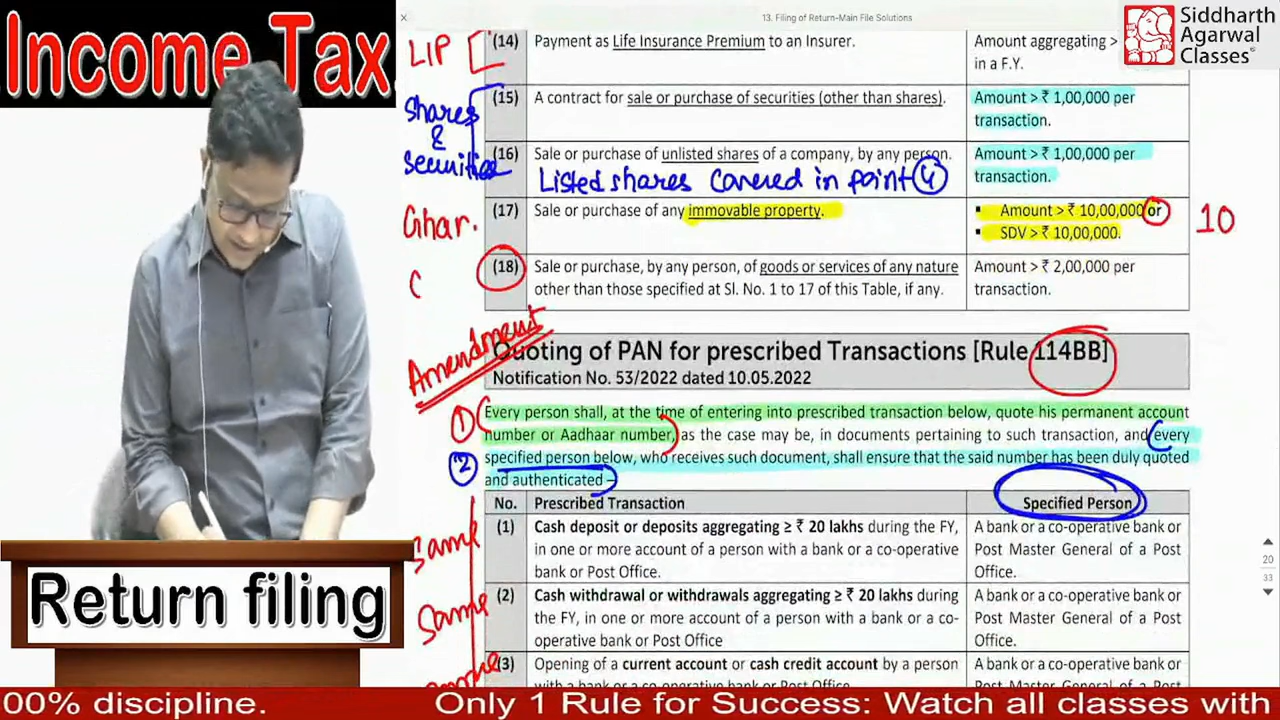 Income Tax
13. Filing of Return-Main File Solutions
Siddharth
Agarwal
Classes
LIP
(14) Payment as Life Insurance Premium to an Insurer. Amount aggregating >
in a F.Y.
Shares
&
Securities
(15) A contract for sale or purchase of securities (other than shares). Amount > ₹ 1,00,000 per
transaction.
(16) Sale or purchase of unlisted shares of a company, by any person. Amount > ₹ 1,00,000 per
transaction.
Listed shares covered in point (4)
Ghar.
(17) Sale or purchase of any immovable property. ▪ Amount > ₹ 10,00,000 or
▪ SDV > ₹ 10,00,000.
10
(18) Sale or purchase, by any person, of goods or services of any nature Amount > ₹ 2,00,000 per
other than those specified at Sl. No. 1 to 17 of this Table, if any. transaction.
Amendment
Quoting of PAN for prescribed Transactions [Rule 114BB]
Notification No. 53/2022 dated 10.05.2022
①
Every person shall, at the time of entering into prescribed transaction below, quote his permanent account
number or Aadhaar number, as the case may be, in documents pertaining to such transaction, and every
②
specified person below, who receives such document, shall ensure that the said number has been duly quoted
and authenticated –
No. Prescribed Transaction Specified Person
Same
(1) Cash deposit or deposits aggregating ≥ ₹ 20 lakhs during the FY, A bank or a co-operative bank or
in one or more account of a person with a bank or a co-operative Post Master General of a Post
bank or Post Office. Office.
Same
(2) Cash withdrawal or withdrawals aggregating ≥ ₹ 20 lakhs during A bank or a co-operative bank or
the FY, in one or more account of a person with a bank or a co- Post Master General of a Post
operative bank or Post Office Office.
(3) Opening of a current account or cash credit account by a person A bank or a co-operative bank or
20
33
Return filing
00% discipline. Only 1 Rule for Success: Watch all classes with